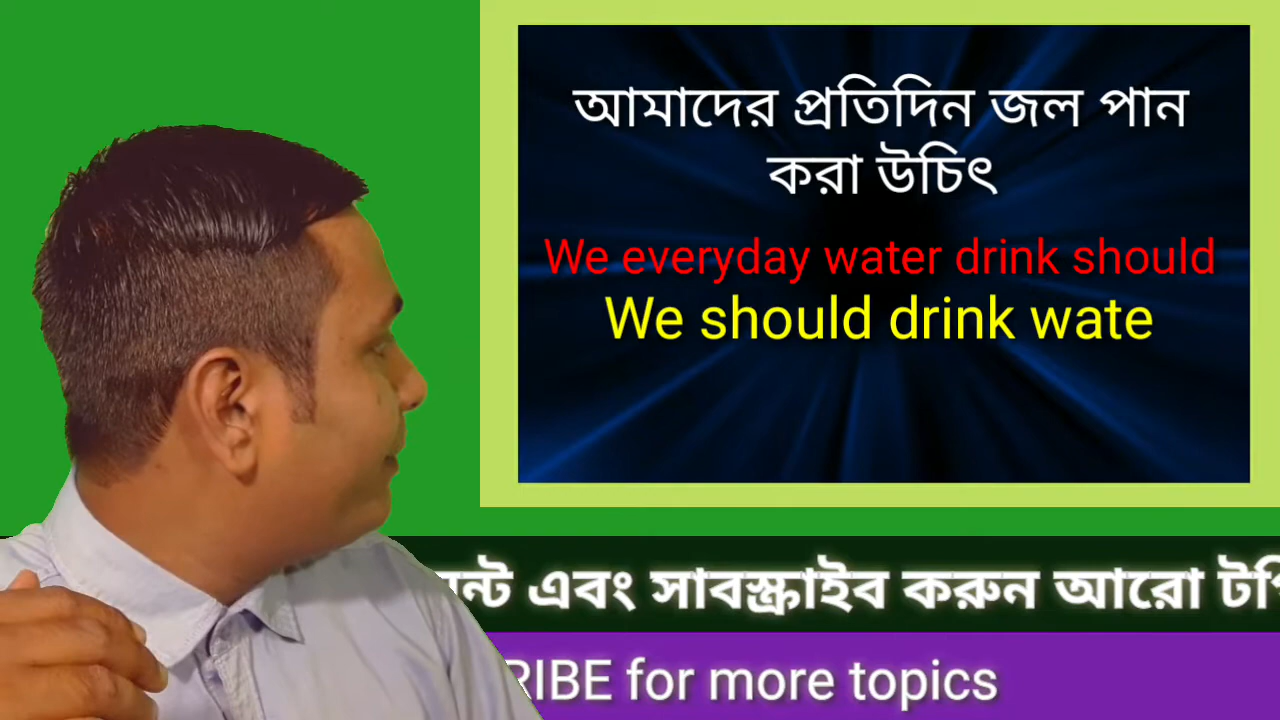 আমাদের প্রতিদিন জল পান
করা উচিৎ
We everyday water drink should
We should drink wate
এবং সাবস্ক্রাইব করুন আরো
for more topics